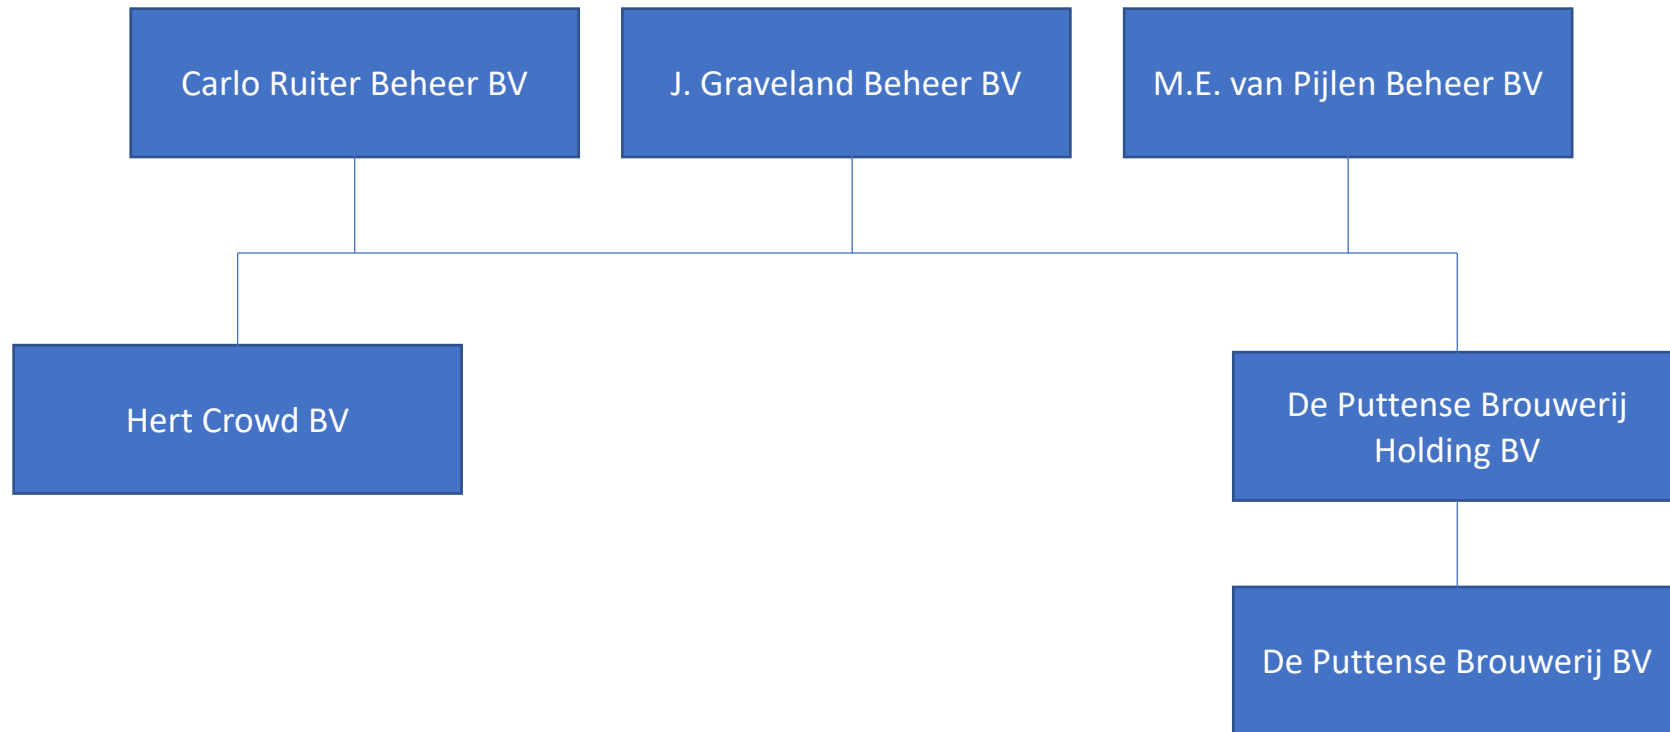 Carlo Ruiter Beheer BV
J. Graveland Beheer BV
M.E. van Pijlen Beheer BV
Hert Crowd BV
De Puttense Brouwerij
Holding BV
De Puttense Brouwerij BV